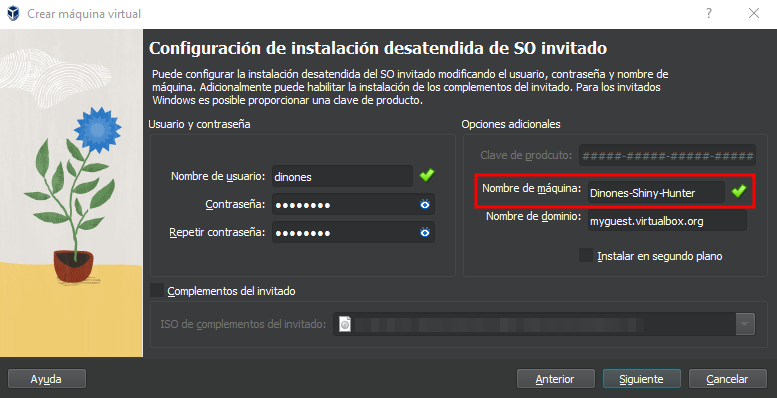 Crear máquina virtual
Configuración de instalación desatendida de SO invitado
Puede configurar la instalación desatendida del SO invitado modificando el usuario, contraseña y nombre de
máquina. Adicionalmente puede habilitar la instalación de los complementos del invitado. Para los invitados
Windows es posible proporcionar una clave de producto.
Usuario y contraseña
Nombre de usuario: dinones
Contraseña: ●●●●●●●●
Repetir contraseña: ●●●●●●●●
Opciones adicionales
Clave de prodcuto: #####-#####-#####-#####-#####
Nombre de máquina: Dinones-Shiny-Hunter
Nombre de dominio: myguest.virtualbox.org
Instalar en segundo plano
Complementos del invitado
ISO de complementos del invitado:
Ayuda
Anterior
Siguiente
Cancelar